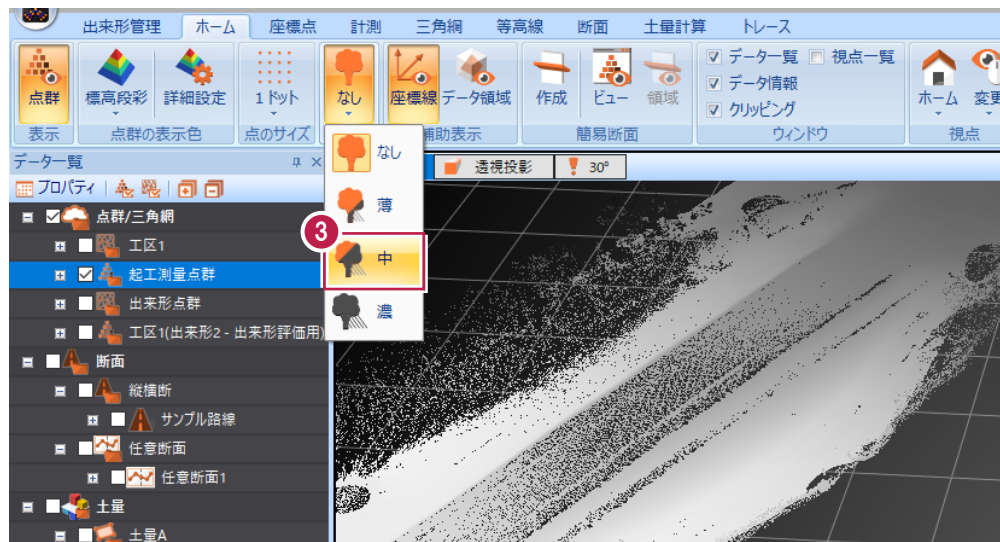 出来形管理 ホーム 座標点 計測 三角網 等高線 断面 土量計算 トレース
点群 標高段彩 詳細設定 1ドット なし 座標線 データ領域 作成 ビュー 領域
データ一覧 視点一覧
データ情報
クリッピング
ホーム 変更
表示 点群の表示色 点のサイズ 補助表示 簡易断面 ウィンドウ 視点
データ一覧
プロパティ
点群/三角網
工区1
起工測量点群
出来形点群
工区1(出来形2 - 出来形評価用)
断面
縦横断
サンプル路線
任意断面
任意断面1
土量
土量A
なし
薄
3
中
濃
透視投影 30°